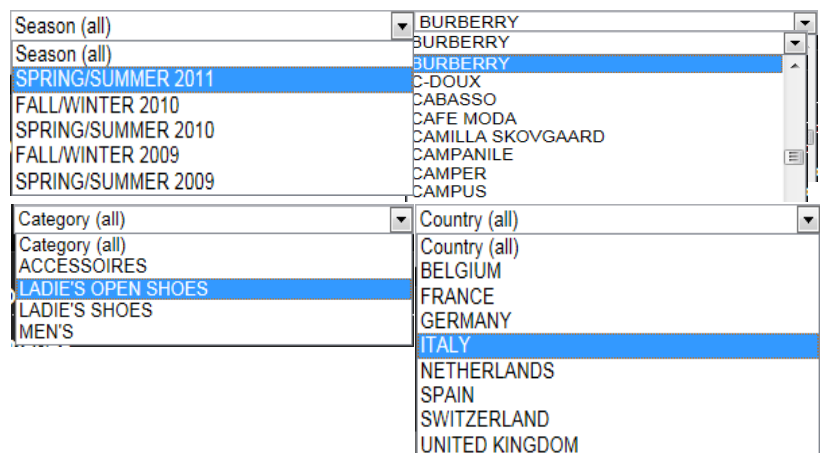 Season (all)
Season (all)
SPRING/SUMMER 2011
FALL/WINTER 2010
SPRING/SUMMER 2010
FALL/WINTER 2009
SPRING/SUMMER 2009
BURBERRY
BURBERRY
BURBERRY
C-DOUX
CABASSO
CAFE MODA
CAMILLA SKOVGAARD
CAMPANILE
CAMPER
CAMPUS
Category (all)
Category (all)
ACCESSOIRES
LADIE'S OPEN SHOES
LADIE'S SHOES
MEN'S
Country (all)
Country (all)
BELGIUM
FRANCE
GERMANY
ITALY
NETHERLANDS
SPAIN
SWITZERLAND
UNITED KINGDOM